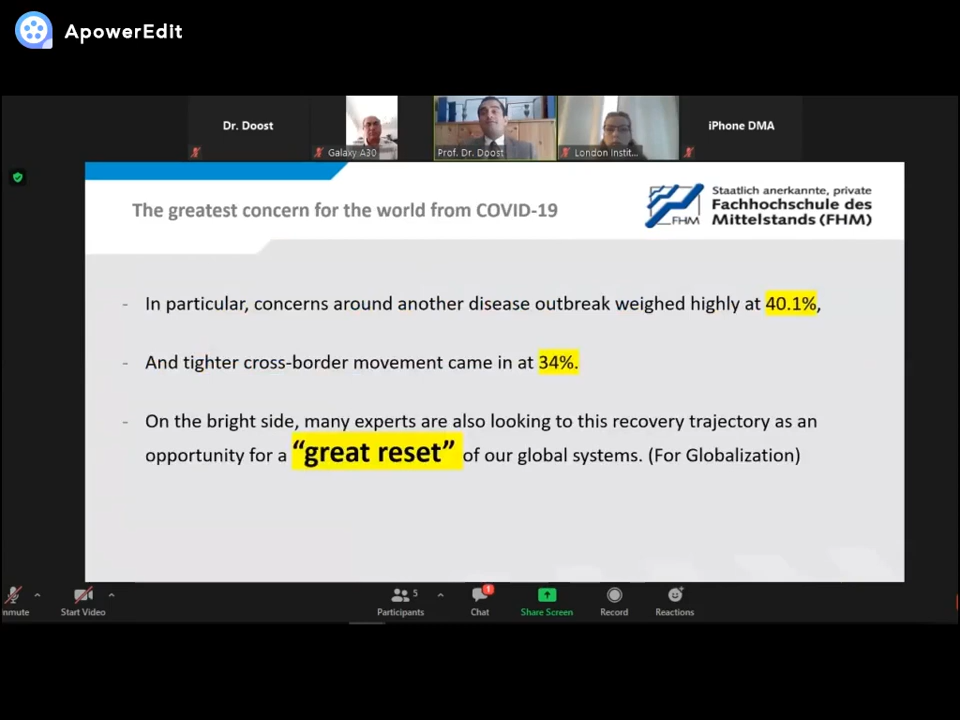 ApowerEdit
Dr. Doost
Galaxy A30
Prof. Dr. Doost
London Instit...
iPhone DMA
The greatest concern for the world from COVID-19
FHM
Staatlich anerkannte, private
Fachhochschule des
Mittelstands (FHM)
- In particular, concerns around another disease outbreak weighed highly at 40.1%,
- And tighter cross-border movement came in at 34%.
- On the bright side, many experts are also looking to this recovery trajectory as an
opportunity for a “great reset” of our global systems. (For Globalization)
nmute
Start Video
5
Participants
1
Chat
Share Screen
Record
Reactions